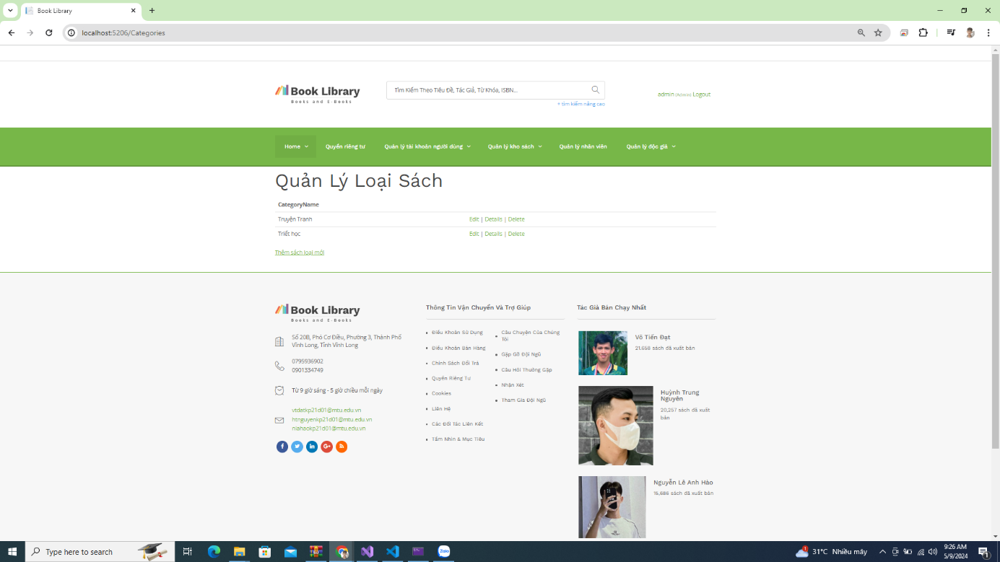 Book Library
localhost:5206/Categories
Book Library
Books and E-Books
Tìm Kiếm Theo Tiêu Đề, Tác Giả, Từ Khóa, ISBN...
+ tìm kiếm nâng cao
admin (Admin) Logout
Home
Quyền riêng tư
Quản lý tài khoản người dùng
Quản lý kho sách
Quản lý nhân viên
Quản lý độc giả
Quản Lý Loại Sách
CategoryName
Truyện Tranh
Edit | Details | Delete
Triết học
Edit | Details | Delete
Thêm sách loại mới
Book Library
Books and E-Books
Số 20B, Phó Cơ Điều, Phường 3, Thành Phố
Vĩnh Long, Tỉnh Vĩnh Long
0795936902
0901334749
Từ 9 giờ sáng - 5 giờ chiều mỗi ngày
vtdatkp21d01@mtu.edu.vn
htnguyenkp21d01@mtu.edu.vn
nlahaokp21d01@mtu.edu.vn
Thông Tin Vận Chuyển Và Trợ Giúp
Điều Khoản Sử Dụng
Điều Khoản Bán Hàng
Chính Sách Đổi Trả
Quyền Riêng Tư
Cookies
Liên Hệ
Các Đối Tác Liên Kết
Tầm Nhìn & Mục Tiêu
Câu Chuyện Của Chúng
Tôi
Gặp Gỡ Đội Ngũ
Câu Hỏi Thường Gặp
Nhận Xét
Tham Gia Đội Ngũ
Tác Giả Bán Chạy Nhất
Võ Tiến Đạt
21.658 sách đã xuất bản
Huỳnh Trung
Nguyên
20,257 sách đã xuất
bản
Nguyễn Lê Anh Hào
15,686 sách đã xuất bản
Type here to search
Zalo
1
31°C Nhiều mây
9:26 AM
5/9/2024
1